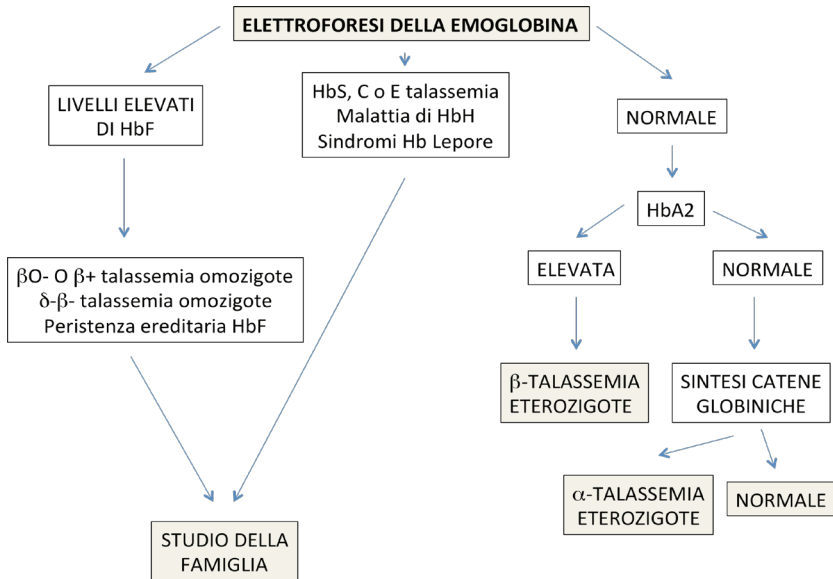 ELETTROFORESI DELLA EMOGLOBINA
LIVELLI ELEVATI
DI HbF
HbS, C o E talassemia
Malattia di HbH
Sindromi Hb Lepore
NORMALE
HbA2
βO- O β+ talassemia omozigote
δ-β- talassemia omozigote
Peristenza ereditaria HbF
ELEVATA
NORMALE
β-TALASSEMIA
ETEROZIGOTE
SINTESI CATENE
GLOBINICHE
α-TALASSEMIA
ETEROZIGOTE
NORMALE
STUDIO DELLA
FAMIGLIA